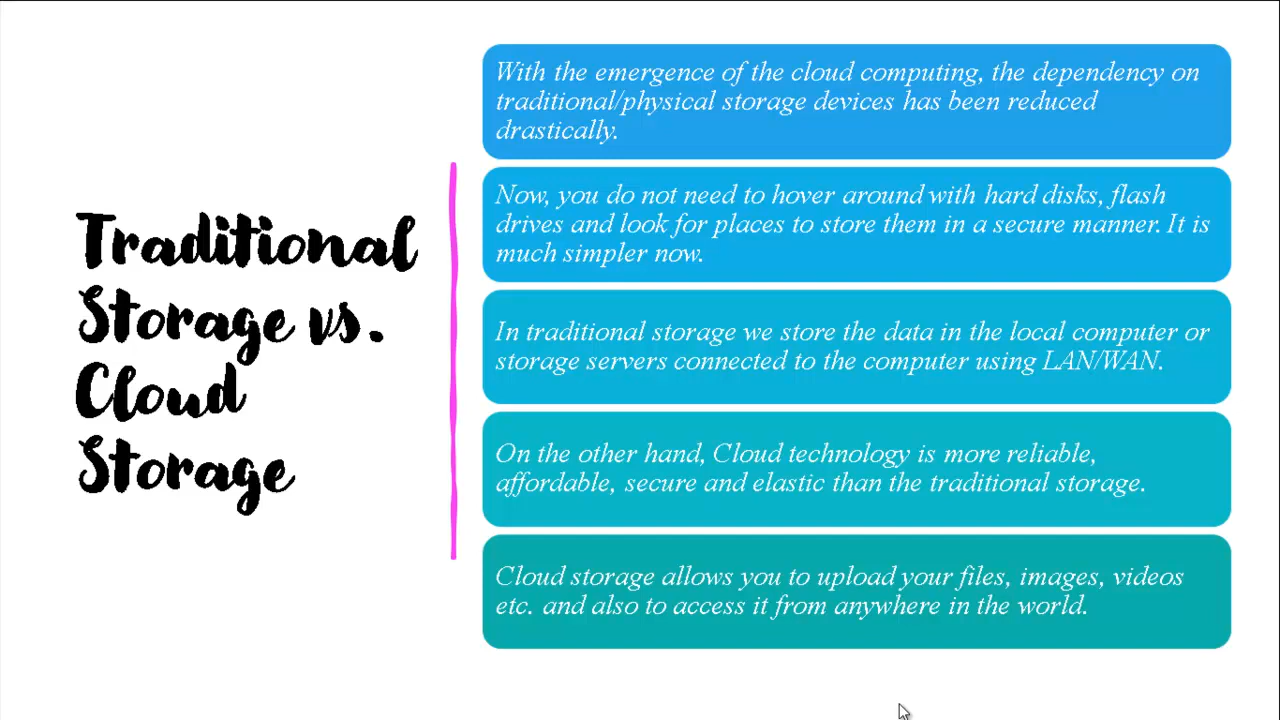 Traditional
Storage vs.
Cloud
Storage
With the emergence of the cloud computing, the dependency on
traditional/physical storage devices has been reduced
drastically.
Now, you do not need to hover around with hard disks, flash
drives and look for places to store them in a secure manner. It is
much simpler now.
In traditional storage we store the data in the local computer or
storage servers connected to the computer using LAN/WAN.
On the other hand, Cloud technology is more reliable,
affordable, secure and elastic than the traditional storage.
Cloud storage allows you to upload your files, images, videos
etc. and also to access it from anywhere in the world.